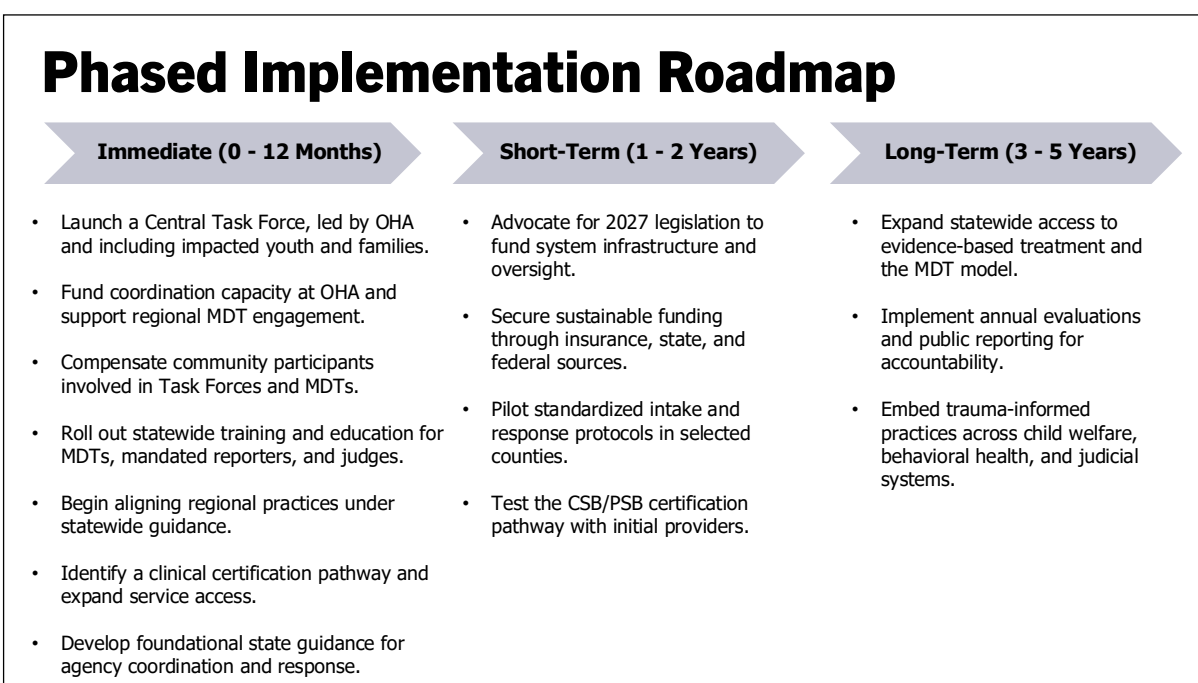 Phased Implementation Roadmap
Immediate (0 - 12 Months)
• Launch a Central Task Force, led by OHA
and including impacted youth and families.
• Fund coordination capacity at OHA and
support regional MDT engagement.
• Compensate community participants
involved in Task Forces and MDTs.
• Roll out statewide training and education for
MDTs, mandated reporters, and judges.
• Begin aligning regional practices under
statewide guidance.
• Identify a clinical certification pathway and
expand service access.
• Develop foundational state guidance for
agency coordination and response.
Short-Term (1 - 2 Years)
• Advocate for 2027 legislation to
fund system infrastructure and
oversight.
• Secure sustainable funding
through insurance, state, and
federal sources.
• Pilot standardized intake and
response protocols in selected
counties.
• Test the CSB/PSB certification
pathway with initial providers.
Long-Term (3 - 5 Years)
• Expand statewide access to
evidence-based treatment and
the MDT model.
• Implement annual evaluations
and public reporting for
accountability.
• Embed trauma-informed
practices across child welfare,
behavioral health, and judicial
systems.